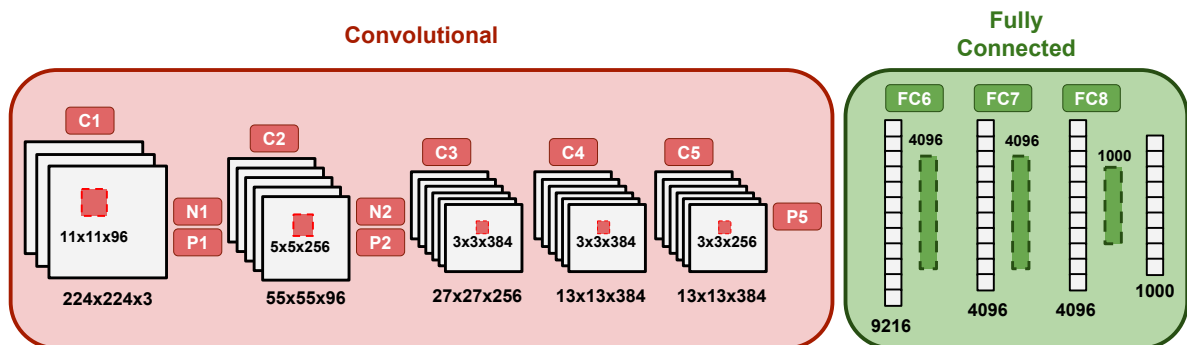 Convolutional
Fully
Connected
C1
C2
C3
C4
C5
FC6
FC7
FC8
11x11x96
224x224x3
N1
P1
5x5x256
55x55x96
N2
P2
3x3x384
27x27x256
3x3x384
13x13x384
3x3x256
13x13x384
P5
4096
9216
4096
4096
1000
4096
1000